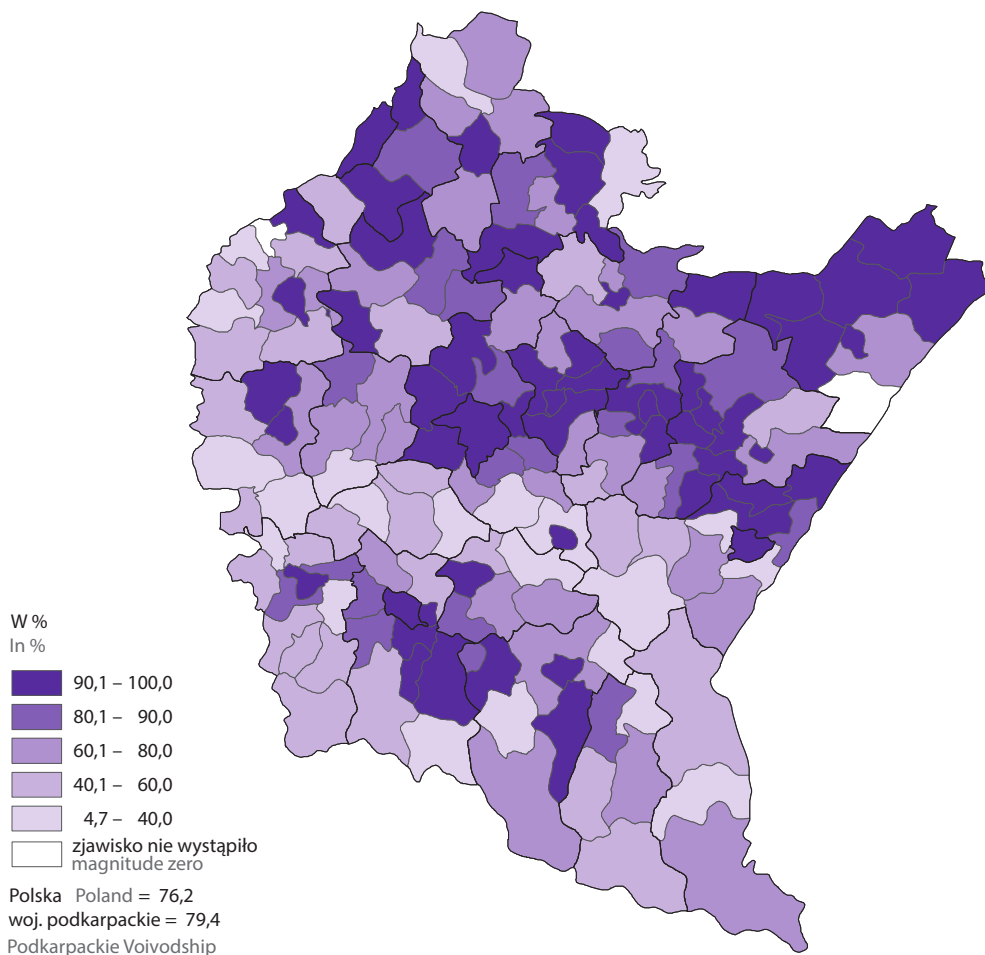 W %
In %
90,1 – 100,0
80,1 – 90,0
60,1 – 80,0
40,1 – 60,0
4,7 – 40,0
zjawisko nie wystąpiło
magnitude zero
Polska Poland = 76,2
woj. podkarpackie = 79,4
Podkarpackie Voivodship